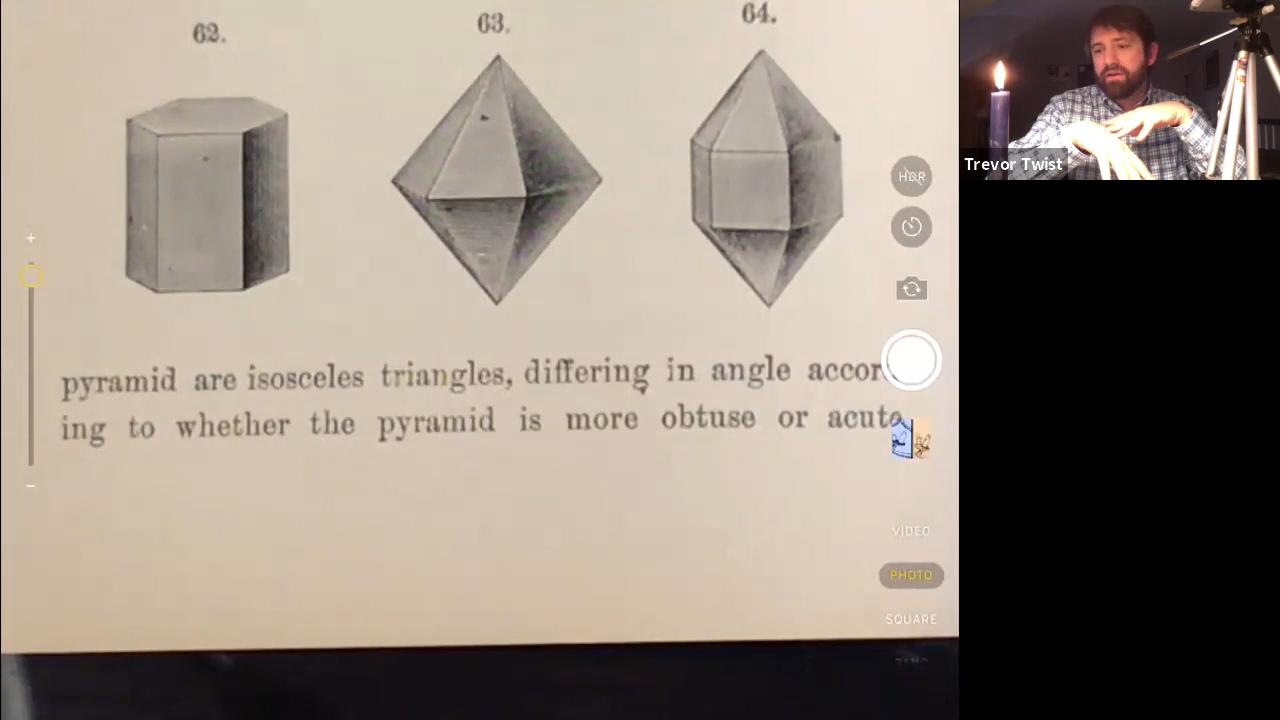 62.
63.
64.
pyramid are isosceles triangles, differing in angle accor
ing to whether the pyramid is more obtuse or acute
HDR
VIDEO
PHOTO
SQUARE
Trevor Twist